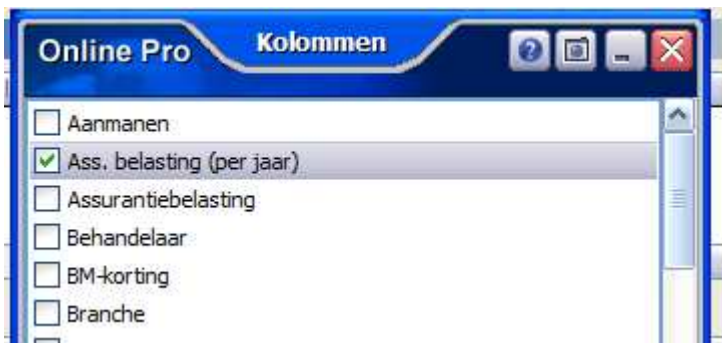 Online Pro Kolommen
Aanmanen
Ass. belasting (per jaar)
Assurantiebelasting
Behandelaar
BM-korting
Branche